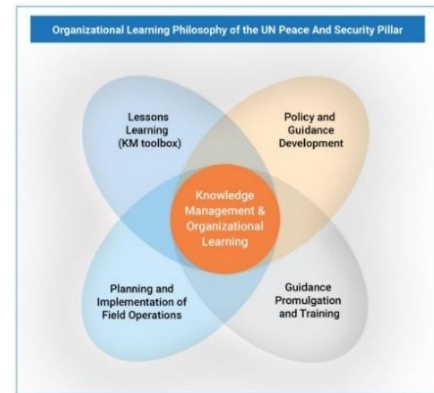 Organizational Learning Philosophy of the UN Peace And Security Pillar
Lessons
Learning
(KM toolbox)
Policy and
Guidance
Development
Knowledge
Management &
Organizational
Learning
Planning and
Implementation of
Field Operations
Guidance
Promulgation
and Training